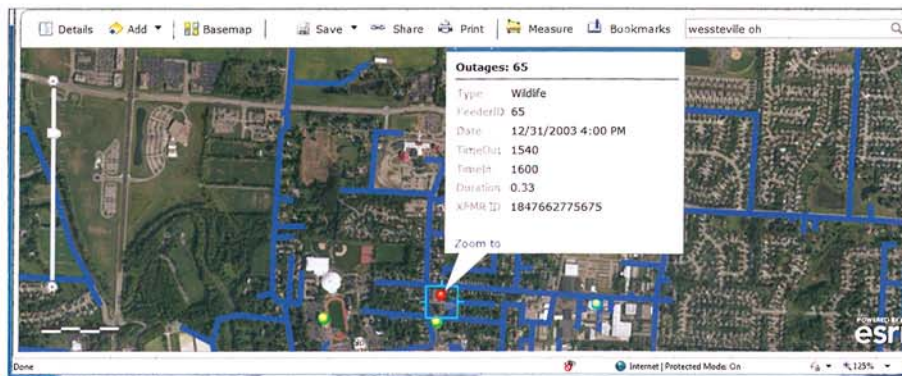 Details Add Basemap Save Share Print Measure Bookmarks wessteville oh
Outages: 65
Type Wildlife
FeederID 65
Date 12/31/2003 4:00 PM
TimeOut 1540
TimeIn 1600
Duration 0.33
XFMR-ID 1847662775675
Zoom to
POWERED BY
esri
Done Internet | Protected Mode: On 125%